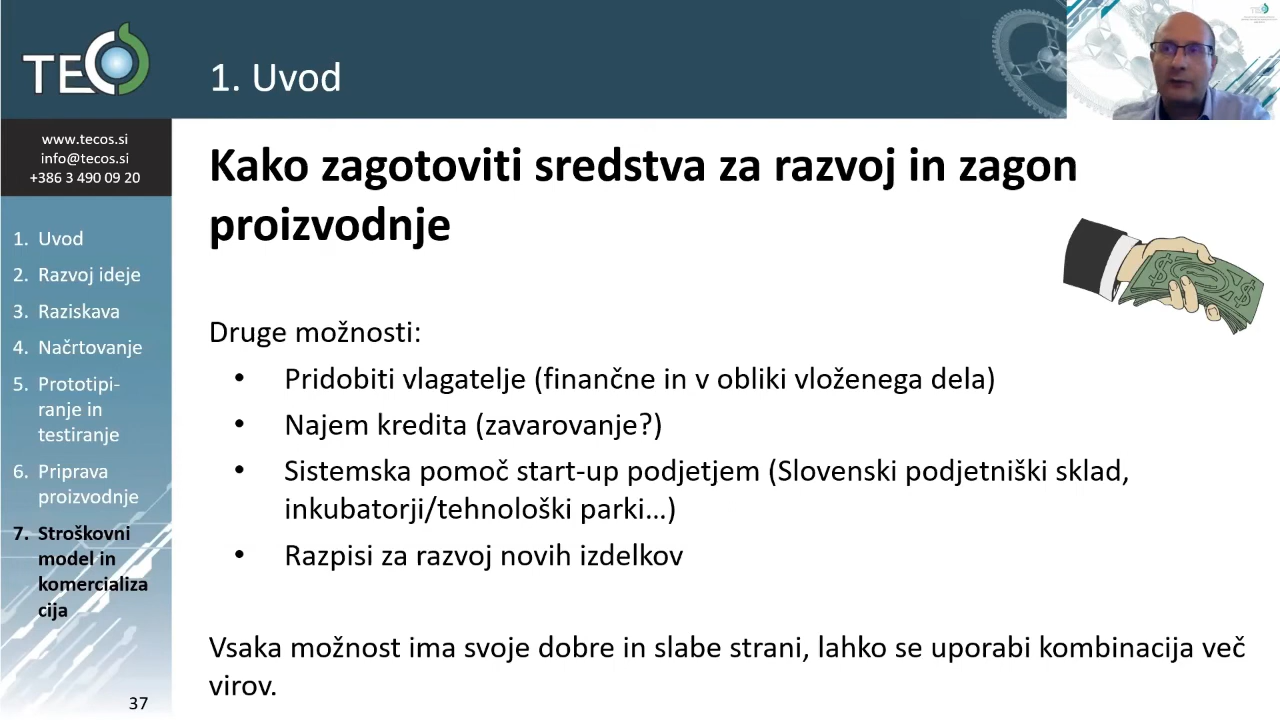 TECOS
1. Uvod
www.tecos.si
info@tecos.si
+386 3 490 09 20
1. Uvod
2. Razvoj ideje
3. Raziskava
4. Načrtovanje
5. Prototipi-
ranje in
testiranje
6. Priprava
proizvodnje
7. Stroškovni
model in
komercializa
cija
37
Kako zagotoviti sredstva za razvoj in zagon
proizvodnje
Druge možnosti:
• Pridobiti vlagatelje (finančne in v obliki vloženega dela)
• Najem kredita (zavarovanje?)
• Sistemska pomoč start-up podjetjem (Slovenski podjetniški sklad,
inkubatorji/tehnološki parki…)
• Razpisi za razvoj novih izdelkov
Vsaka možnost ima svoje dobre in slabe strani, lahko se uporabi kombinacija več
virov.